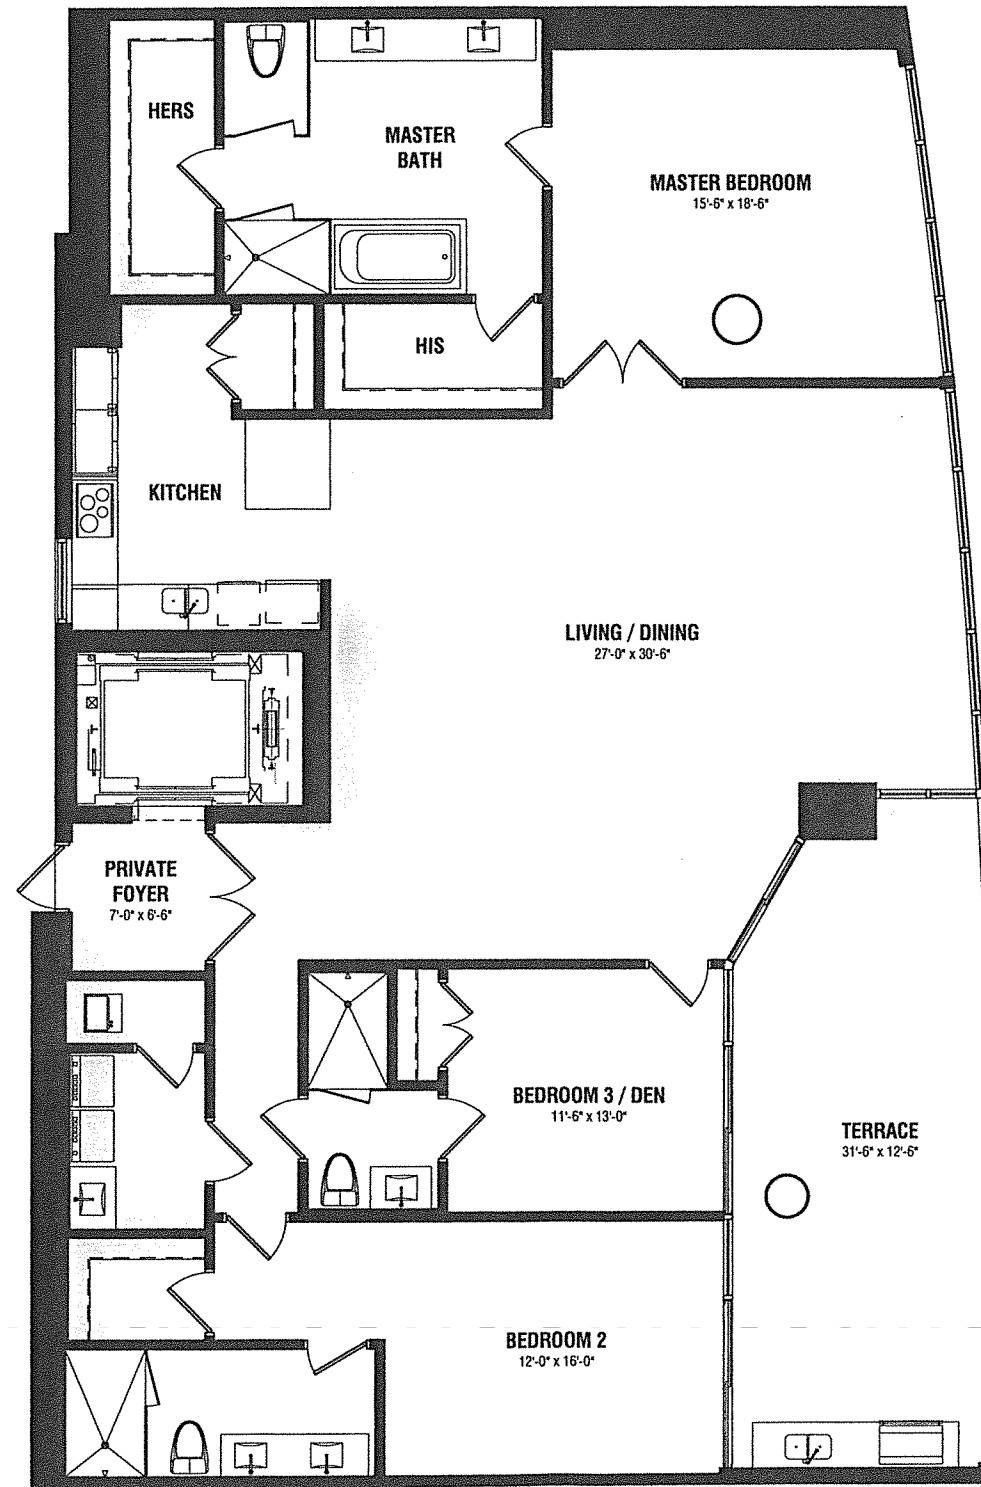 HERS
MASTER
BATH
MASTER BEDROOM
15'-6" x 18'-6"
HIS
KITCHEN
LIVING / DINING
27'-0" x 30'-6"
PRIVATE
FOYER
7'-0" x 6'-6"
BEDROOM 3 / DEN
11'-6" x 13'-0"
TERRACE
31'-6" x 12'-6"
BEDROOM 2
12'-0" x 16'-0"